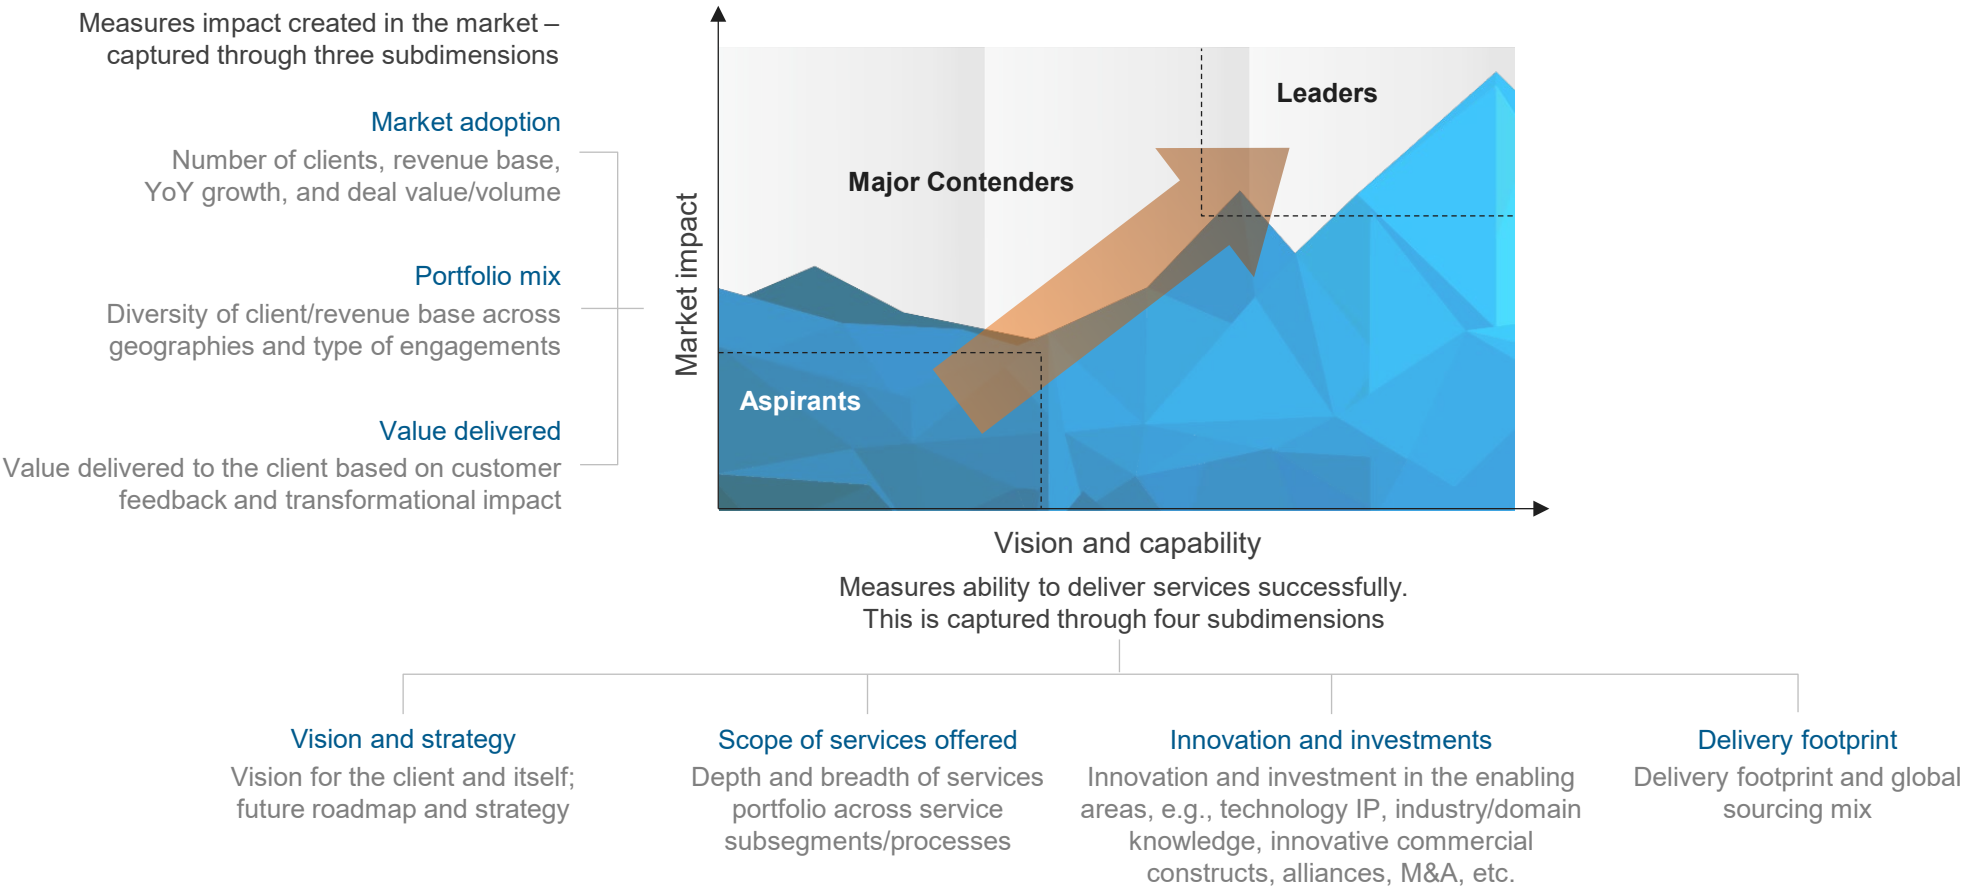 Measures impact created in the market –
captured through three subdimensions
Market adoption
Number of clients, revenue base,
YoY growth, and deal value/volume
Portfolio mix
Diversity of client/revenue base across
geographies and type of engagements
Value delivered
Value delivered to the client based on customer
feedback and transformational impact
Market impact
Leaders
Major Contenders
Aspirants
Vision and capability
Measures ability to deliver services successfully.
This is captured through four subdimensions
Vision and strategy
Vision for the client and itself;
future roadmap and strategy
Scope of services offered
Depth and breadth of services
portfolio across service
subsegments/processes
Innovation and investments
Innovation and investment in the enabling
areas, e.g., technology IP, industry/domain
knowledge, innovative commercial
constructs, alliances, M&A, etc.
Delivery footprint
Delivery footprint and global
sourcing mix